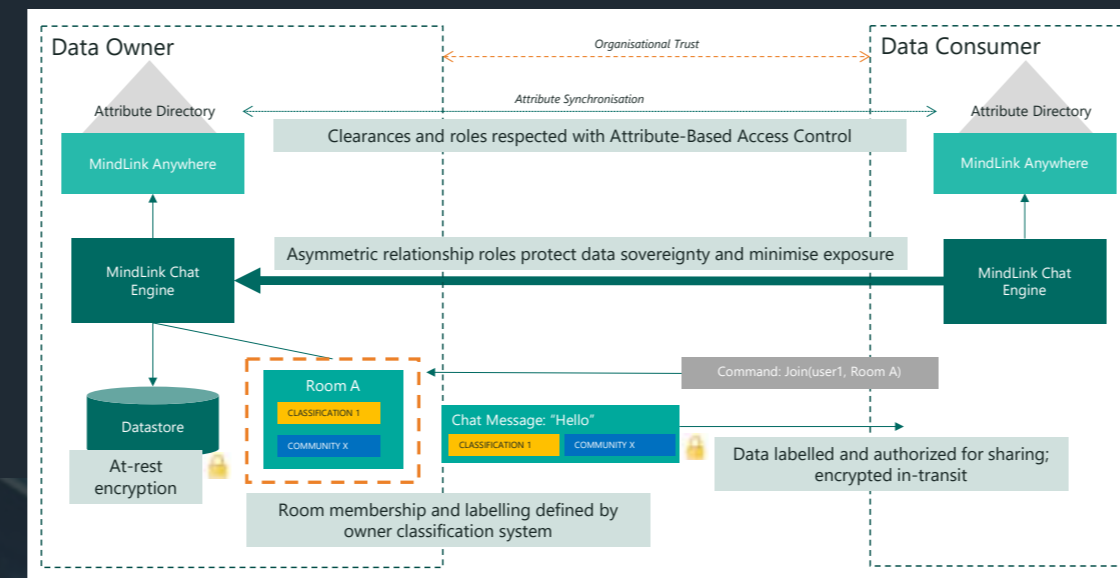 Data Owner
Organisational Trust
Data Consumer
Attribute Directory
Attribute Synchronisation
Attribute Directory
Clearances and roles respected with Attribute-Based Access Control
MindLink Anywhere
MindLink Anywhere
Asymmetric relationship roles protect data sovereignty and minimise exposure
MindLink Chat
Engine
MindLink Chat
Engine
Command: Join(user1, Room A)
Room A
CLASSIFICATION 1
COMMUNITY X
Chat Message: “Hello”
CLASSIFICATION 1
COMMUNITY X
Datastore
At-rest
encryption
Data labelled and authorized for sharing;
encrypted in-transit
Room membership and labelling defined by
owner classification system